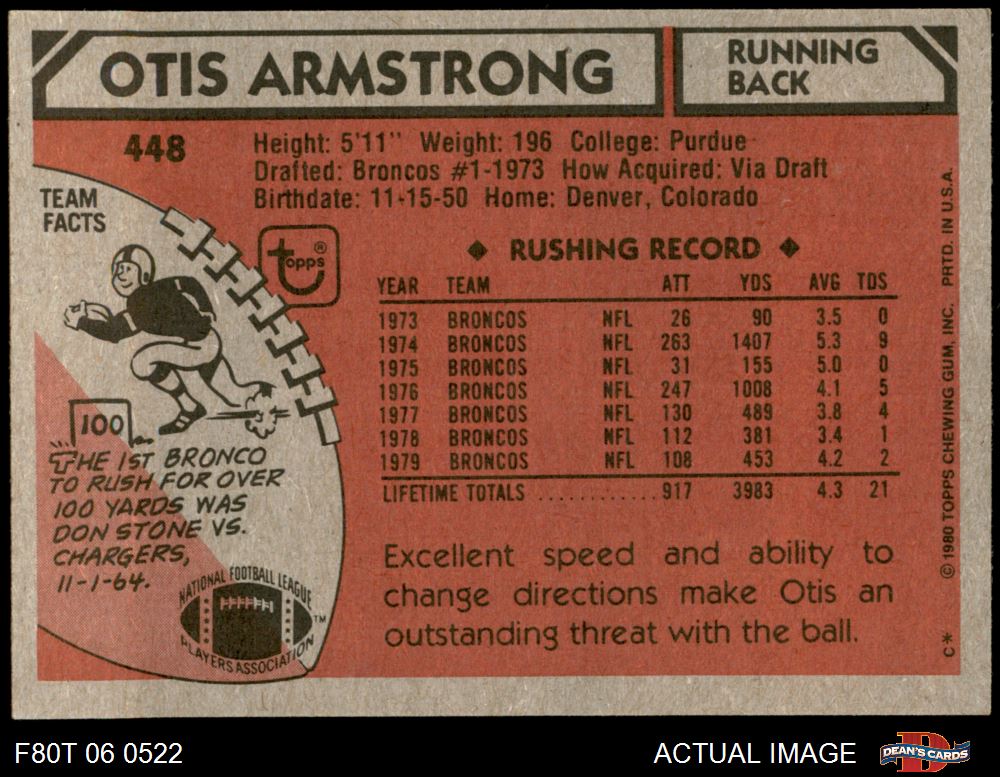 OTIS ARMSTRONG
RUNNING
BACK
448
Height: 5'11" Weight: 196 College: Purdue
Drafted: Broncos #1-1973 How Acquired: Via Draft
Birthdate: 11-15-50 Home: Denver, Colorado
TEAM
FACTS
topps®
◆ RUSHING RECORD ◆
YEAR TEAM ATT YDS AVG TDS
1973 BRONCOS NFL 26 90 3.5 0
1974 BRONCOS NFL 263 1407 5.3 9
1975 BRONCOS NFL 31 155 5.0 0
1976 BRONCOS NFL 247 1008 4.1 5
1977 BRONCOS NFL 130 489 3.8 4
1978 BRONCOS NFL 112 381 3.4 1
1979 BRONCOS NFL 108 453 4.2 2
LIFETIME TOTALS ............ 917 3983 4.3 21
100
THE 1ST BRONCO
TO RUSH FOR OVER
100 YARDS WAS
DON STONE VS.
CHARGERS,
11-1-64.
NATIONAL FOOTBALL LEAGUE
PLAYERS ASSOCIATION
TM
Excellent speed and ability to
change directions make Otis an
outstanding threat with the ball.
© 1980 TOPPS CHEWING GUM, INC. PRTD. IN U.S.A.
C*
F80T 06 0522
ACTUAL IMAGE
D
DEAN'S CARDS